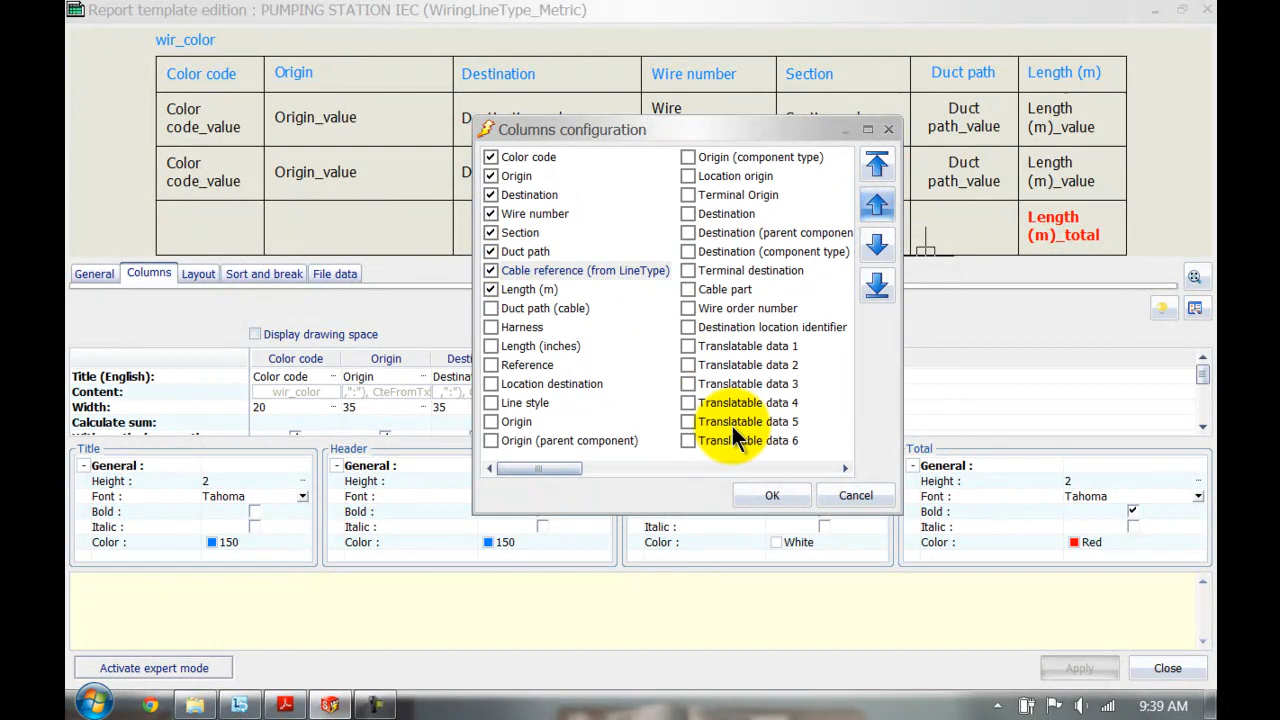 Report template edition : PUMPING STATION IEC (WiringLineType_Metric)
wir_color
Color code Origin Destination Wire number Section Duct path Length (m)
Color code_value Origin_value Wire Duct path_value Length (m)_value
Color code_value Origin_value Duct path_value Length (m)_value
Length (m)_total
Columns configuration
Color code
Origin
Destination
Wire number
Section
Duct path
Cable reference (from LineType)
Length (m)
Duct path (cable)
Harness
Length (inches)
Reference
Location destination
Line style
Origin
Origin (parent component)
Origin (component type)
Location origin
Terminal Origin
Destination
Destination (parent componen
Destination (component type)
Terminal destination
Cable part
Wire order number
Destination location identifier
Translatable data 1
Translatable data 2
Translatable data 3
Translatable data 4
Translatable data 5
Translatable data 6
OK Cancel
General Columns Layout Sort and break File data
Display drawing space
Color code Origin Desti
Title (English): Color code Origin Destina
Content: wir_color ,":"), CteFromTx ,":"), C
Width: 20 35 35
Calculate sum:
Title Header Total
General :
Height : 2
Font : Tahoma
Bold :
Italic :
Color : 150
General :
Height :
Font :
Bold :
Italic :
Color : 150
Italic :
Color : White
General :
Height : 2
Font : Tahoma
Bold :
Italic :
Color : Red
Activate expert mode Apply Close
9:39 AM